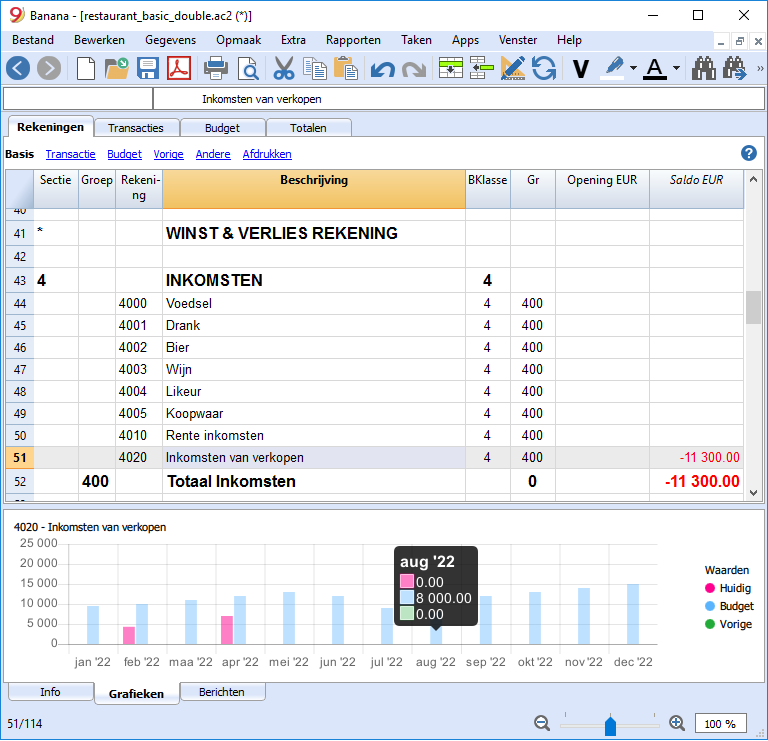 Banana - [restaurant_basic_double.ac2 (*)]
Bestand Bewerken Gegevens Opmaak Extra Rapporten Taken Apps Venster Help
V A »
Inkomsten van verkopen
Rekeningen Transacties Budget Totalen
Basis Transactie Budget Vorige Andere Afdrukken ?
Sectie Groep Rekeni-ng Beschrijving BKlasse Gr Opening EUR Saldo EUR
40
41 * WINST & VERLIES REKENING
42
43 4 INKOMSTEN 4
44 4000 Voedsel 4 400
45 4001 Drank 4 400
46 4002 Bier 4 400
47 4003 Wijn 4 400
48 4004 Likeur 4 400
49 4005 Koopwaar 4 400
50 4010 Rente inkomsten 4 400
51 4020 Inkomsten van verkopen 4 400 -11 300.00
52 400 Totaal Inkomsten 0 -11 300.00
4020 - Inkomsten van verkopen
25 000
20 000
15 000
10 000
5 000
0
aug '22
0.00
8 000.00
0.00
Waarden
Huidig
Budget
Vorige
jan '22 feb '22 maa '22 apr '22 mei '22 jun '22 jul '22 aug '22 sep '22 okt '22 nov '22 dec '22
Info Grafieken Berichten
51/114 100 %